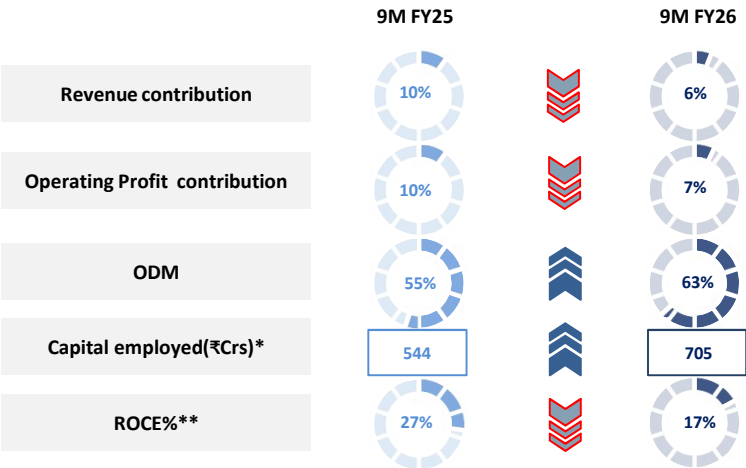 9M FY25 9M FY26
Revenue contribution 10% 6%
Operating Profit contribution 10% 7%
ODM 55% 63%
Capital employed(₹Crs)* 544 705
ROCE%** 27% 17%